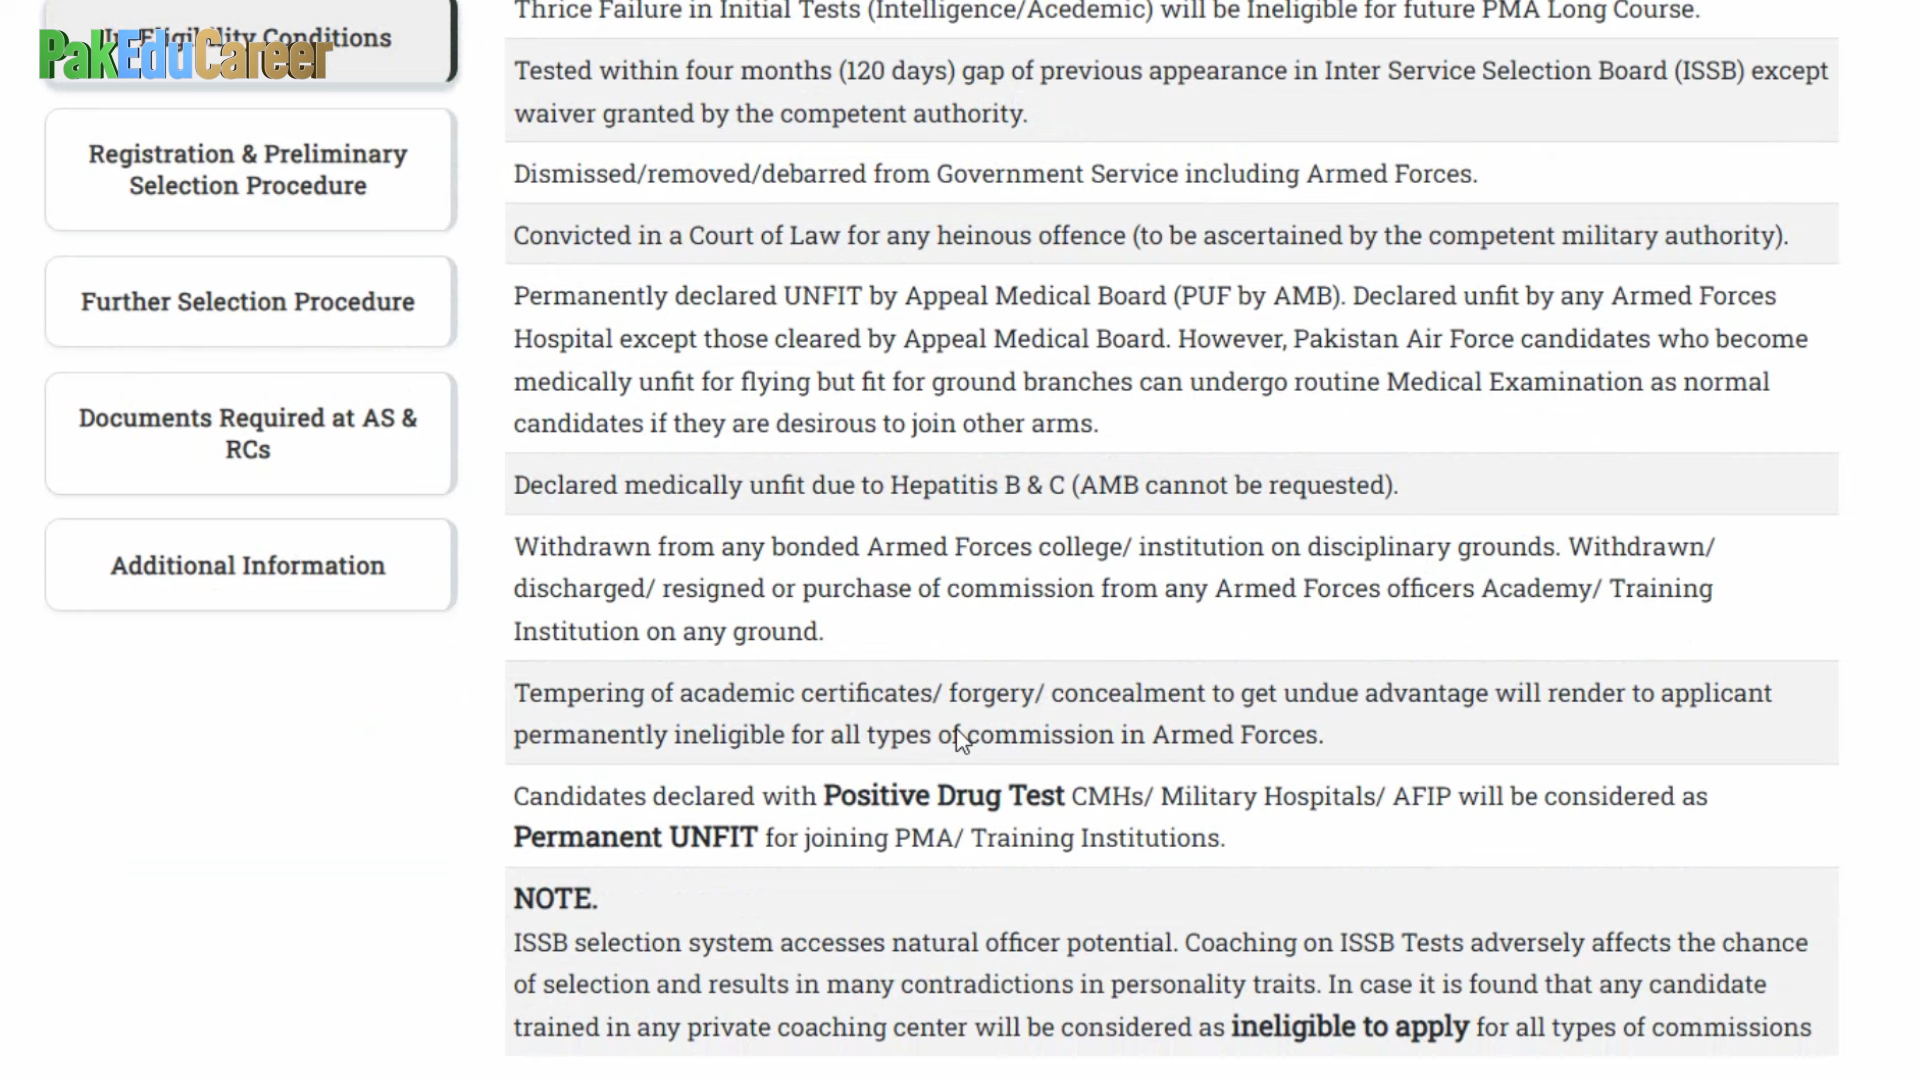 In-Eligibility Conditions
PakEduCareer
Registration & Preliminary
Selection Procedure
Further Selection Procedure
Documents Required at AS &
RCs
Additional Information
Thrice Failure in Initial Tests (Intelligence/Acedemic) will be Ineligible for future PMA Long Course.
Tested within four months (120 days) gap of previous appearance in Inter Service Selection Board (ISSB) except
waiver granted by the competent authority.
Dismissed/removed/debarred from Government Service including Armed Forces.
Convicted in a Court of Law for any heinous offence (to be ascertained by the competent military authority).
Permanently declared UNFIT by Appeal Medical Board (PUF by AMB). Declared unfit by any Armed Forces
Hospital except those cleared by Appeal Medical Board. However, Pakistan Air Force candidates who become
medically unfit for flying but fit for ground branches can undergo routine Medical Examination as normal
candidates if they are desirous to join other arms.
Declared medically unfit due to Hepatitis B & C (AMB cannot be requested).
Withdrawn from any bonded Armed Forces college/ institution on disciplinary grounds. Withdrawn/
discharged/ resigned or purchase of commission from any Armed Forces officers Academy/ Training
Institution on any ground.
Tempering of academic certificates/ forgery/ concealment to get undue advantage will render to applicant
permanently ineligible for all types of commission in Armed Forces.
Candidates declared with Positive Drug Test CMHs/ Military Hospitals/ AFIP will be considered as
Permanent UNFIT for joining PMA/ Training Institutions.
NOTE.
ISSB selection system accesses natural officer potential. Coaching on ISSB Tests adversely affects the chance
of selection and results in many contradictions in personality traits. In case it is found that any candidate
trained in any private coaching center will be considered as ineligible to apply for all types of commissions